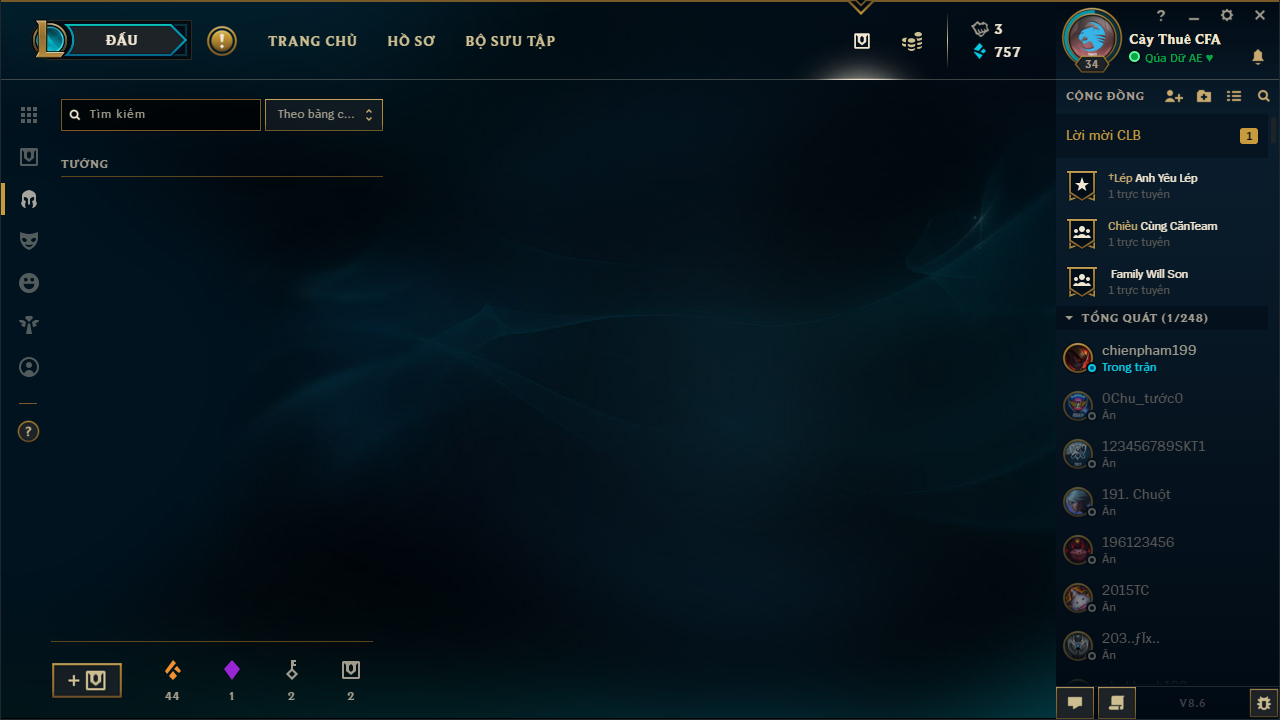 ĐẤU
!
TRANG CHỦ
HỒ SƠ
BỘ SƯU TẬP
3
757
?
34
Cày Thuê CFA
Qúa Dữ AE ♥
CỘNG ĐỒNG
Tìm kiếm
Theo bảng c...
Lời mời CLB
1
TƯỚNG
†Lép Anh Yêu Lép
1 trực tuyến
Chiều Cùng CănTeam
1 trực tuyến
Family Will Son
1 trực tuyến
TỔNG QUÁT (1/248)
chienpham199
Trong trận
0Chu_tước0
Ẩn
?
123456789SKT1
Ẩn
191. Chuột
Ẩn
196123456
Ẩn
2015TC
Ẩn
203..ƒÏx..
Ẩn
44
1
2
2
V8.6